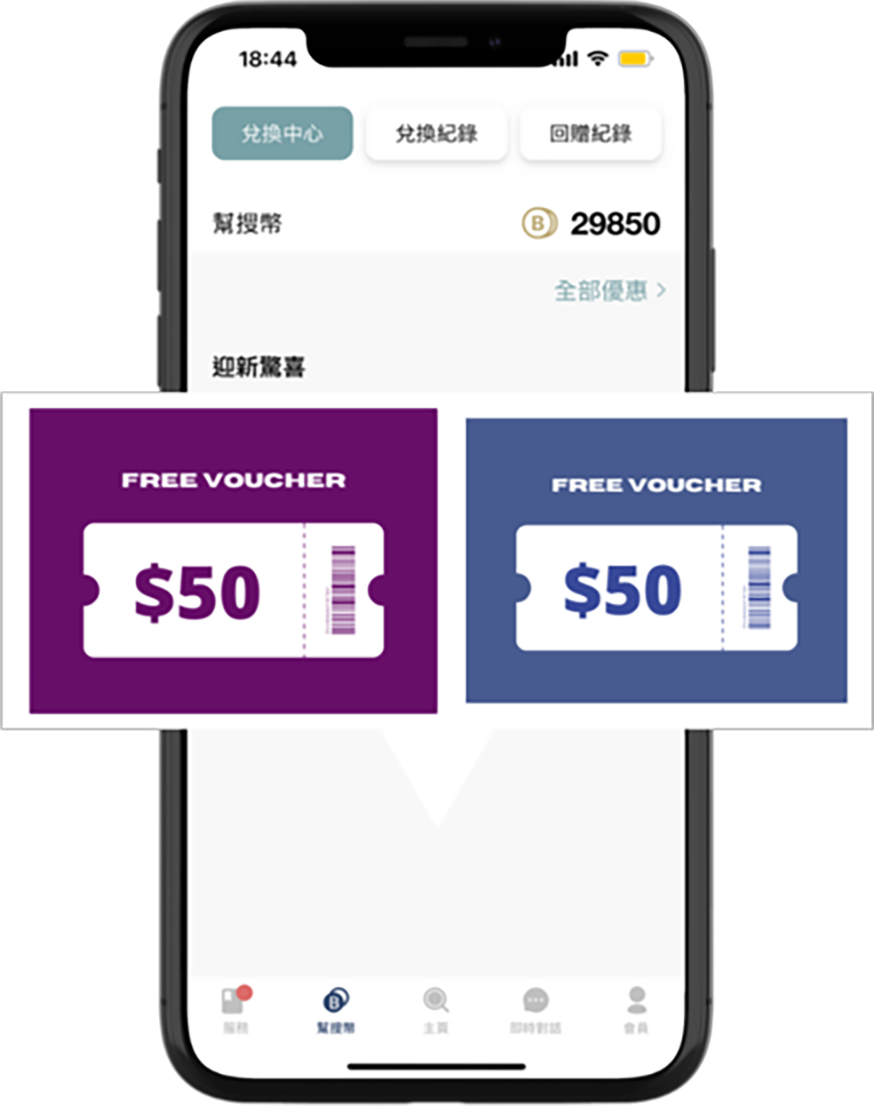 18:44
兌換中心
兌換紀錄
回贈紀錄
幫搜幣
B 29850
全部優惠 >
迎新驚喜
FREE VOUCHER
$50
FREE VOUCHER
$50
B
服務
幫搜幣
主頁
即時對話
會員